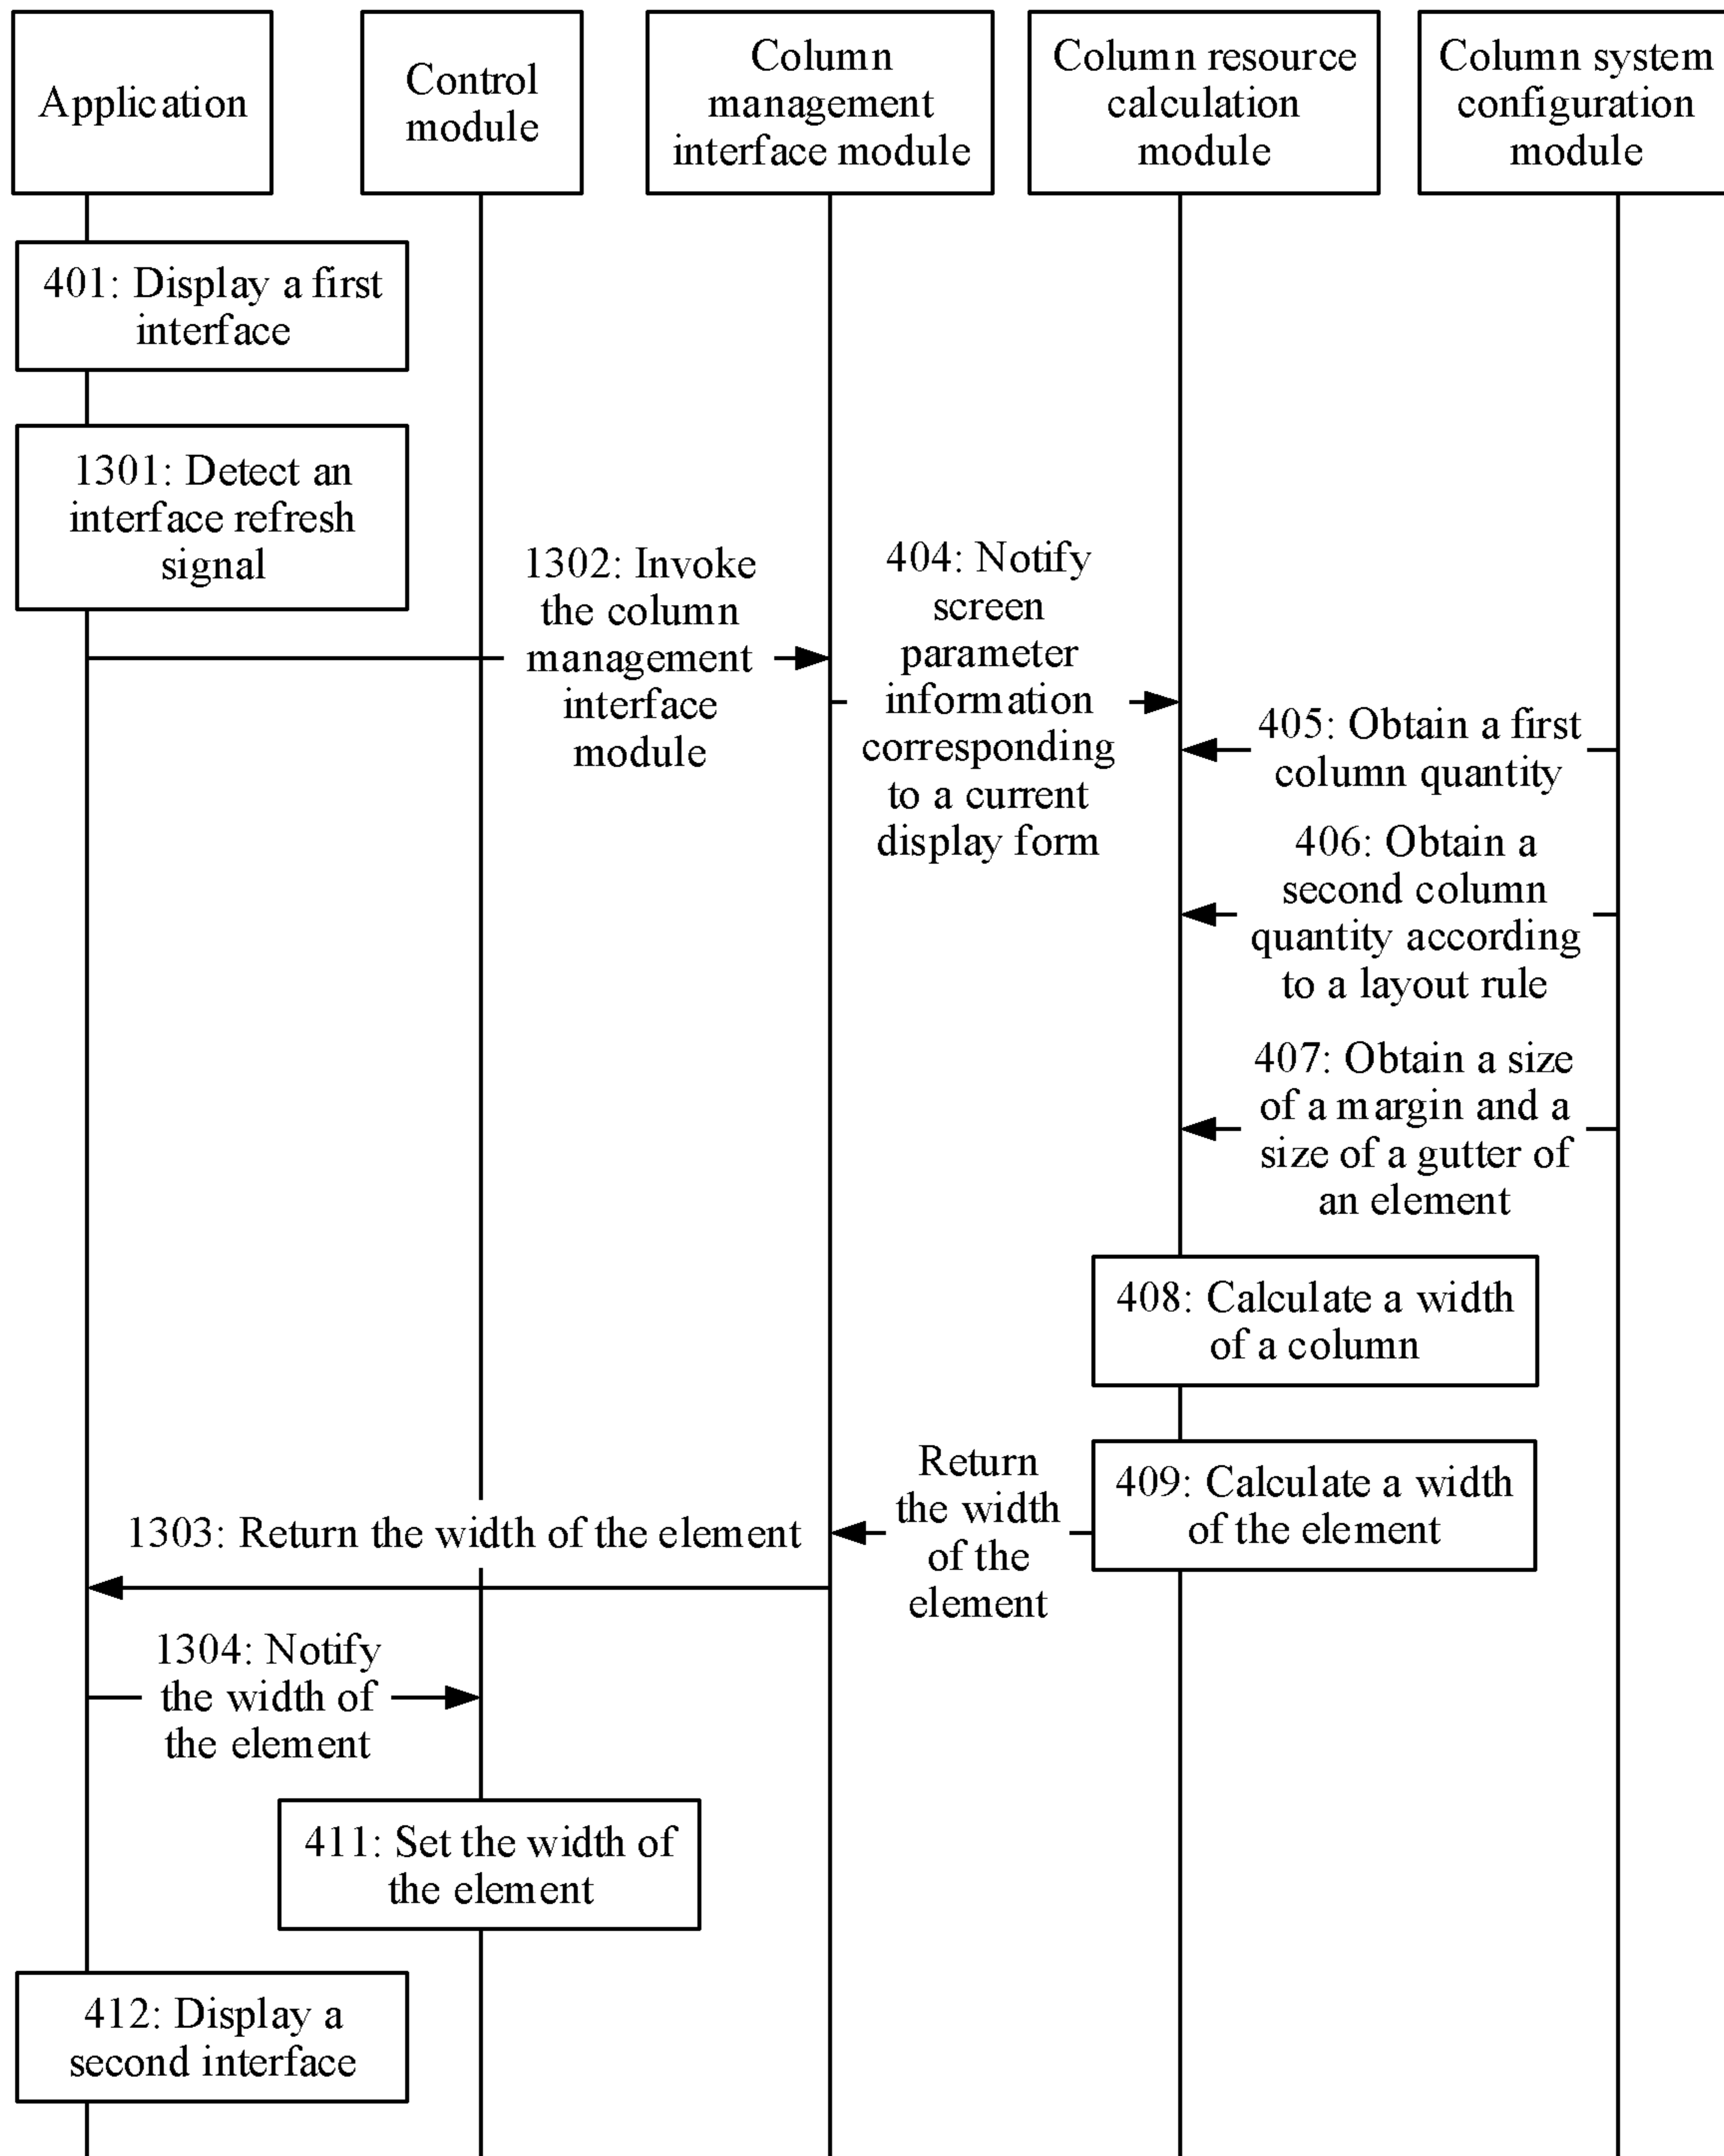 Application
Control
module
Column
management
interface module
Column resource
calculation
module
Column system
configuration
module
401: Display a first
interface
1301: Detect an
interface refresh
signal
1302: Invoke
the column
management
interface
module
404: Notify
screen
parameter
information
corresponding
to a current
display form
405: Obtain a first
column quantity
406: Obtain a
second column
quantity according
to a layout rule
407: Obtain a size
of a margin and a
size of a gutter of
an element
408: Calculate a width
of a column
409: Calculate a width
of the element
Return
the width
of the
element
1303: Return the width of the element
1304: Notify
the width of
the element
411: Set the width of
the element
412: Display a
second interface